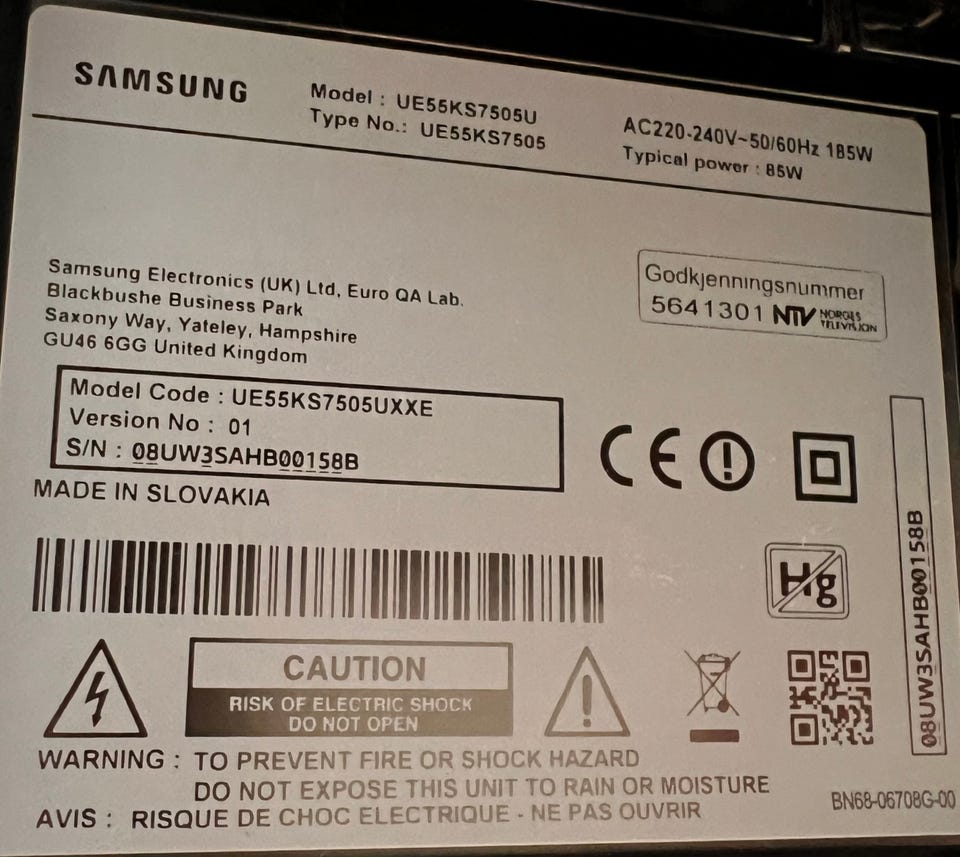 SAMSUNG
Model : UE55KS7505U
Type No.: UE55KS7505
AC220-240V~50/60Hz 185W
Typical power : 85W
Samsung Electronics (UK) Ltd, Euro QA Lab.
Blackbushe Business Park
Saxony Way, Yateley, Hampshire
GU46 6GG United Kingdom
Godkjenningsnummer
5641301 NTV NORGES
TELEVISJON
Model Code : UE55KS7505UXXE
Version No : 01
S/N : 08UW3SAHB00158B
CE
MADE IN SLOVAKIA
Hg
08UW3SAHB00158B
CAUTION
RISK OF ELECTRIC SHOCK
DO NOT OPEN
WARNING : TO PREVENT FIRE OR SHOCK HAZARD
DO NOT EXPOSE THIS UNIT TO RAIN OR MOISTURE
AVIS : RISQUE DE CHOC ELECTRIQUE - NE PAS OUVRIR
BN68-06708G-00